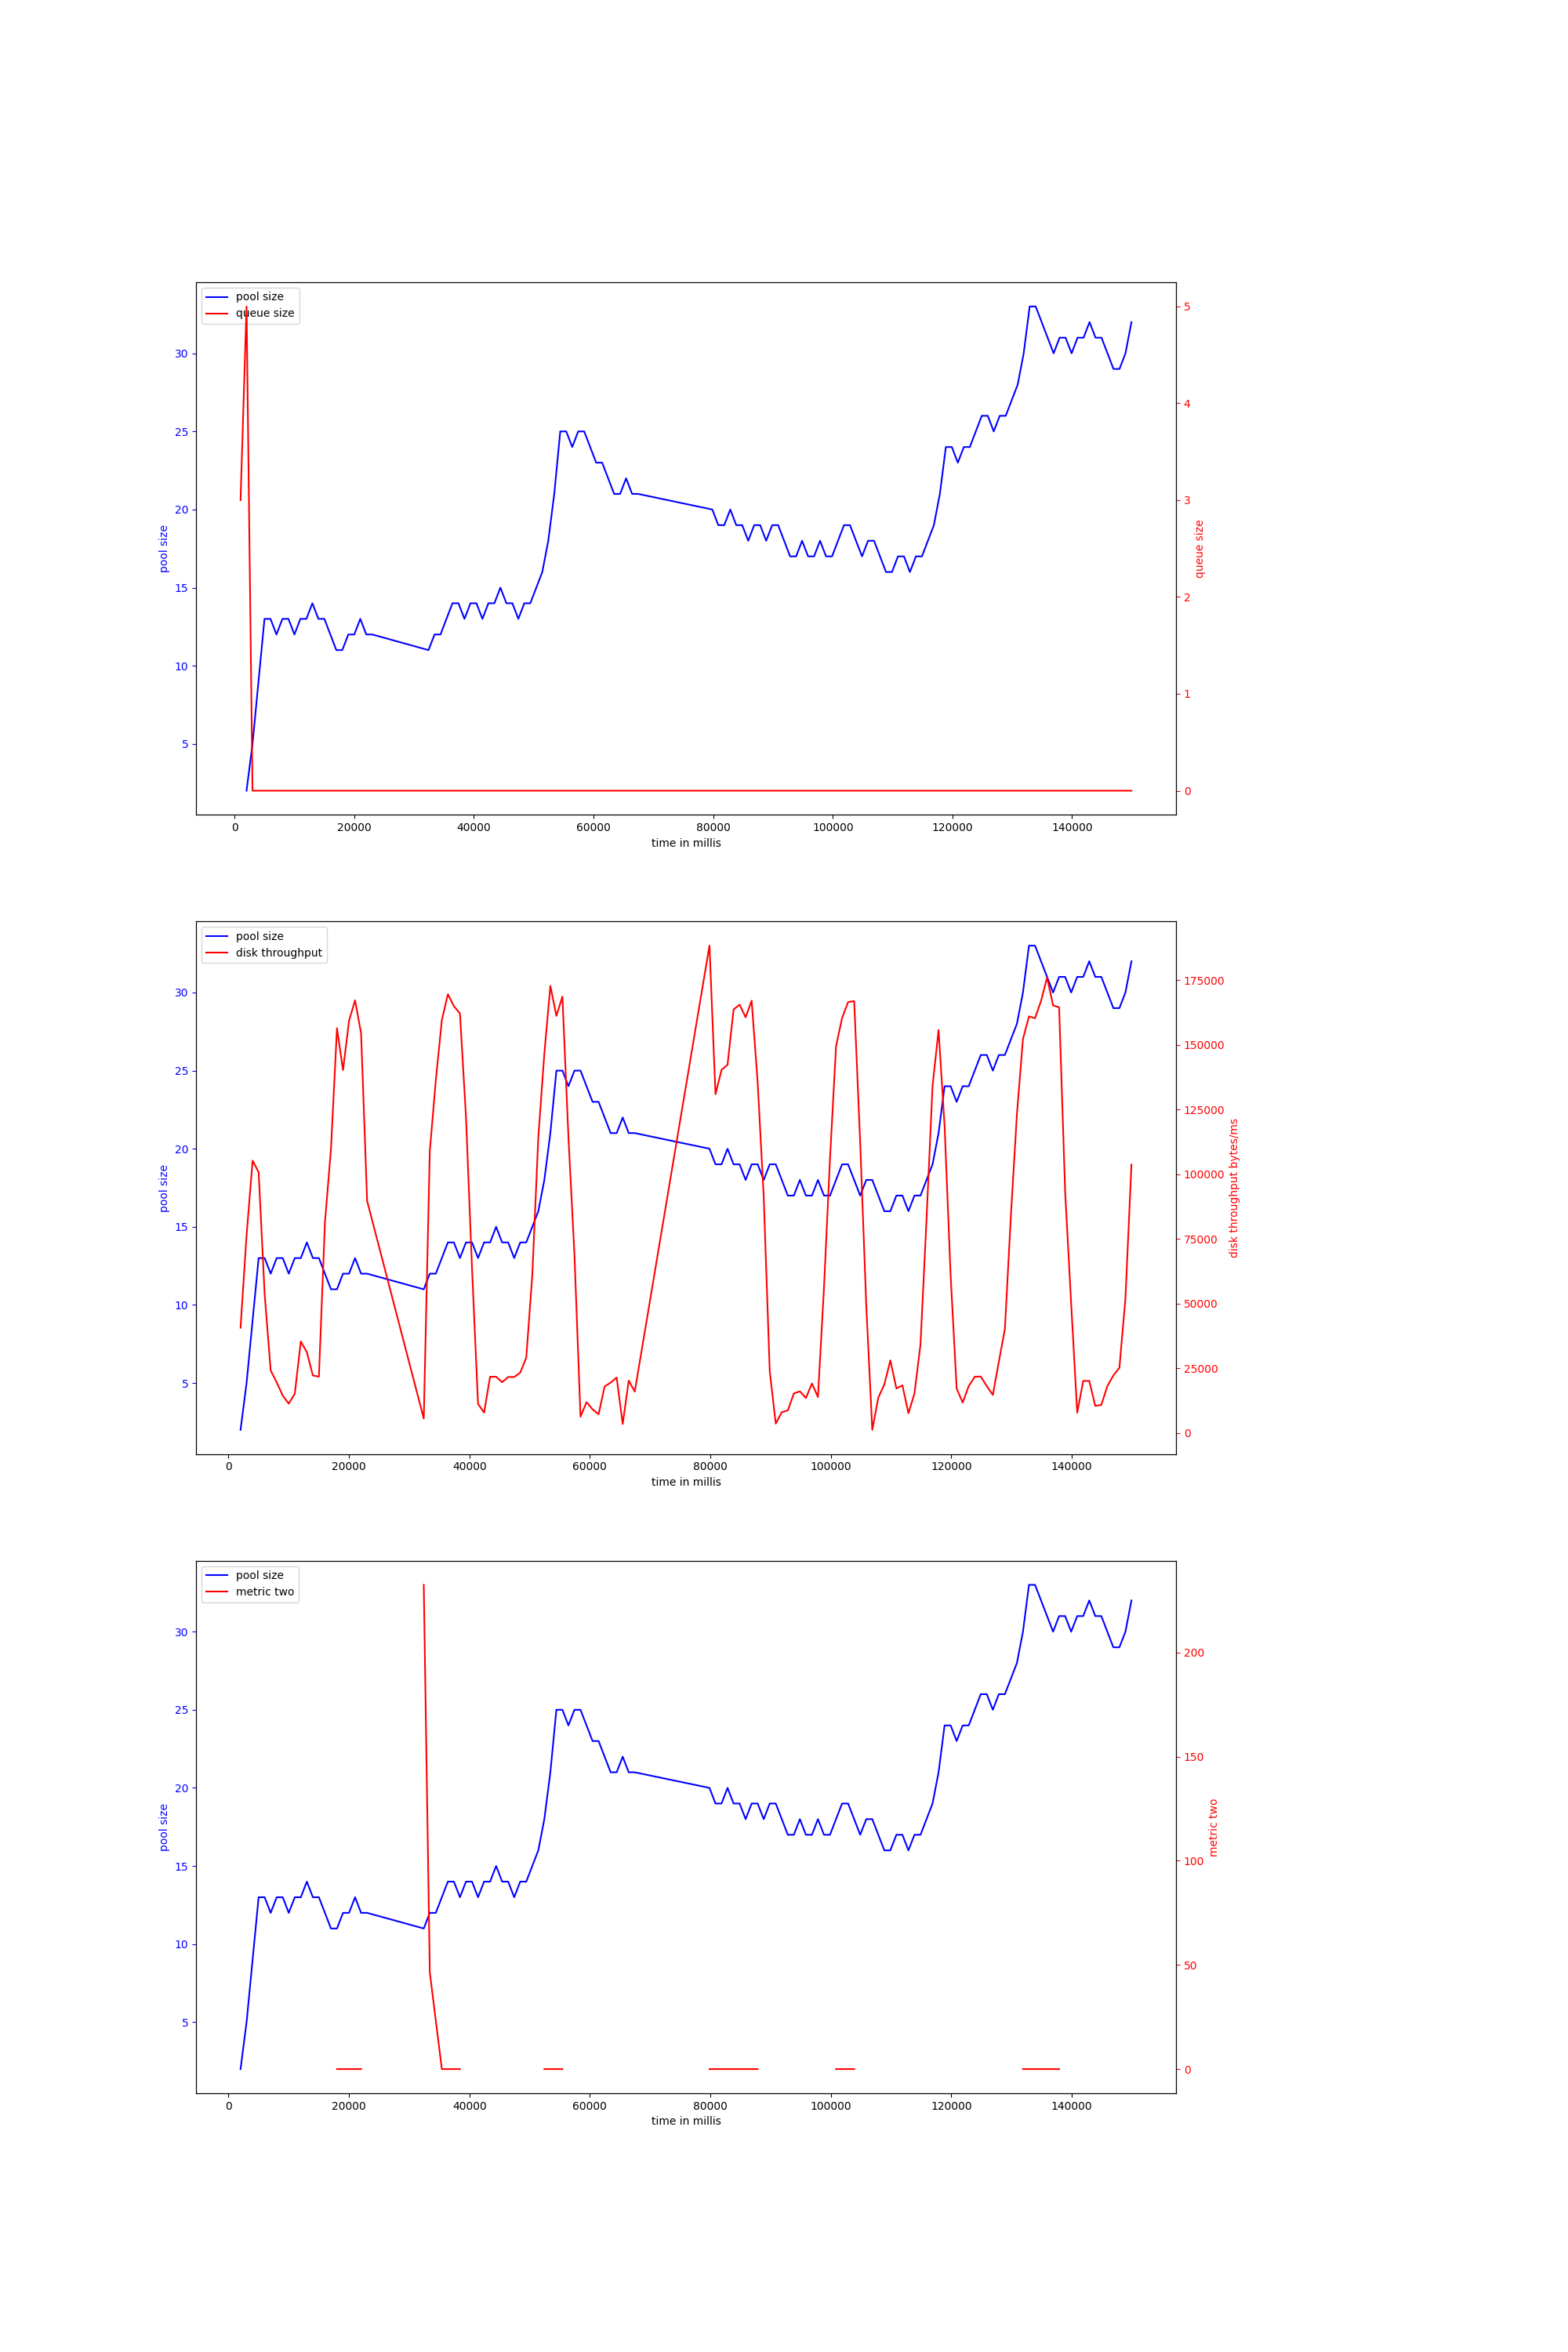 pool size
queue size
30
25
20
15
10
5
pool size
5
4
3
2
1
0
queue size
0 20000 40000 60000 80000 100000 120000 140000
time in millis
pool size
disk throughput
30
25
20
15
10
5
pool size
175000
150000
125000
100000
75000
50000
25000
0
disk throughput bytes/ms
0 20000 40000 60000 80000 100000 120000 140000
time in millis
pool size
metric two
30
25
20
15
10
5
pool size
200
150
100
50
0
metric two
0 20000 40000 60000 80000 100000 120000 140000
time in millis